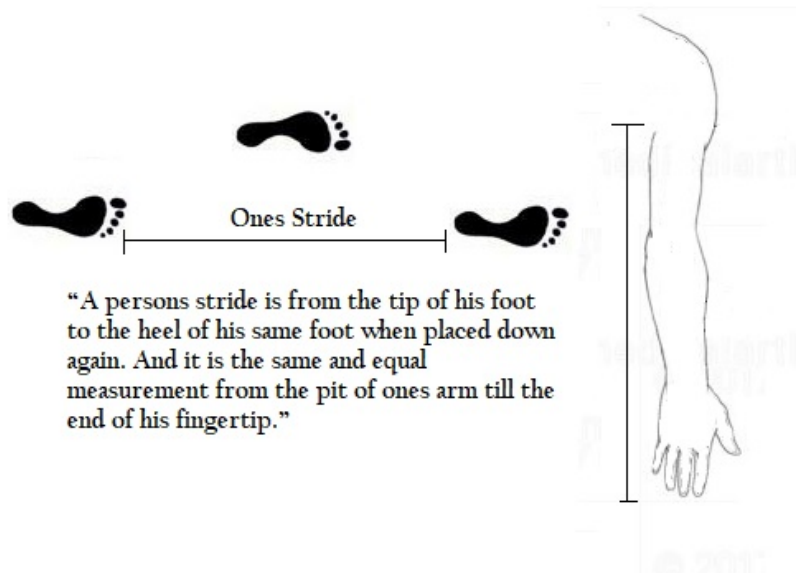 Ones Stride
“A persons stride is from the tip of his foot
to the heel of his same foot when placed down
again. And it is the same and equal
measurement from the pit of ones arm till the
end of his fingertip.”